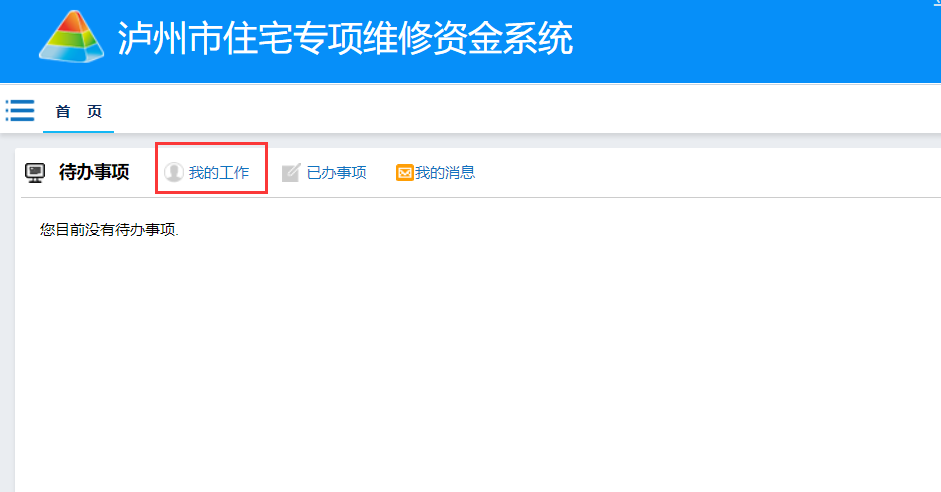 泸州市住宅专项维修资金系统
首 页
待办事项 我的工作 已办事项 我的消息
您目前没有待办事项.